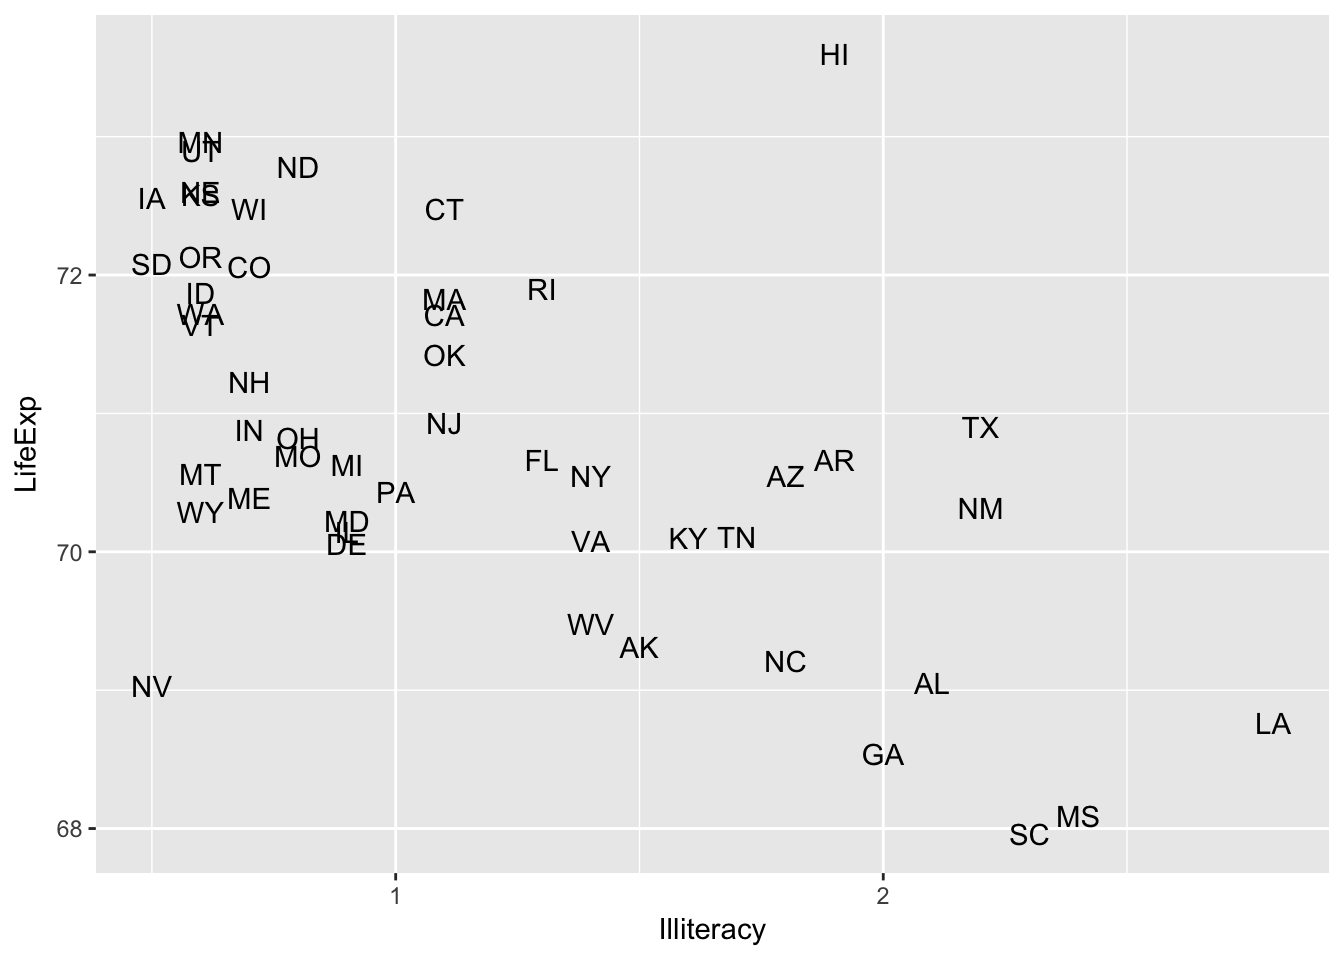 HI
MN
UT
ND
NE
KS
IA
WI
CT
OR
SD
CO
ID
RI
MA
WA
CA
VT
OK
NH
NJ
TX
IN
OH
MO
MI
FL
AR
MT
NY
AZ
PA
ME
WY
NM
MD
IL
DE
VA
KY
TN
WV
AK
NC
NV
AL
LA
GA
MS
SC
72
70
68
LifeExp
1
2
Illiteracy